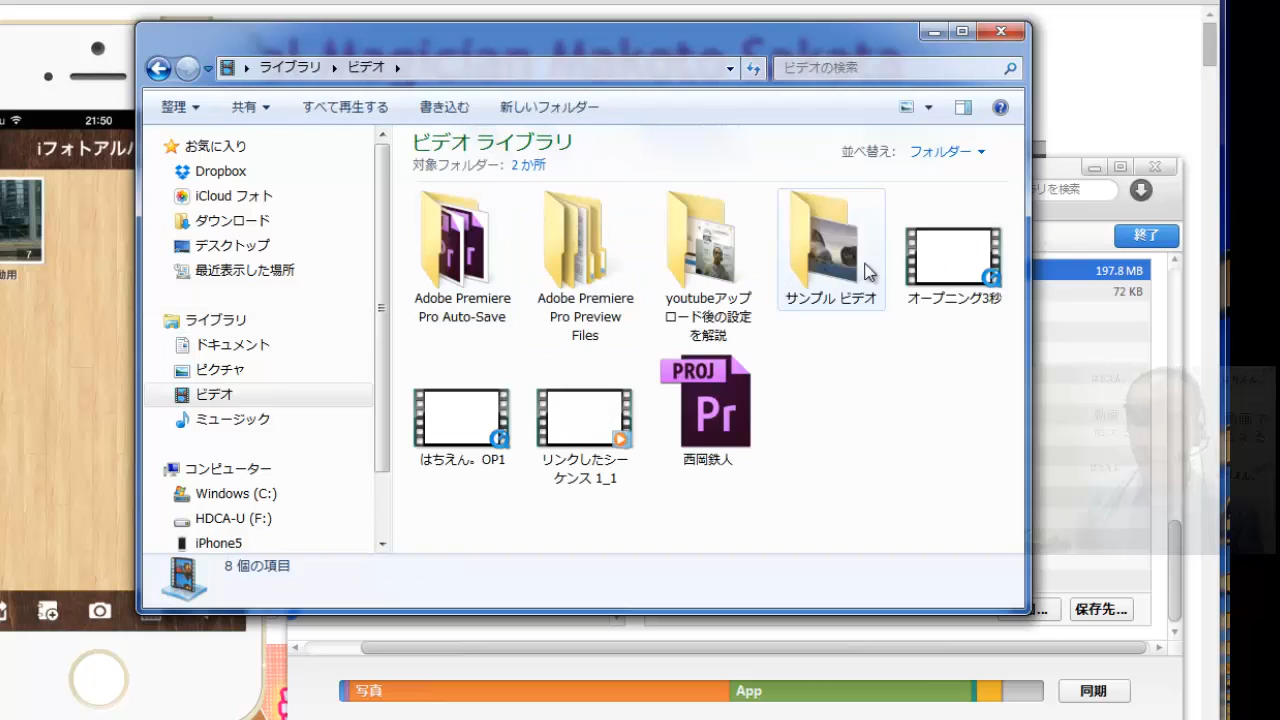 Magician Makoto Sakata
ライブラリ
ビデオ
ビデオの検索
整理
共有
すべて再生する
書き込む
新しいフォルダー
21:50
iフォトアルバ
7
動用
お気に入り
Dropbox
iCloud フォト
ダウンロード
デスクトップ
最近表示した場所
ライブラリ
ドキュメント
ピクチャ
ビデオ
ミュージック
コンピューター
Windows (C:)
HDCA-U (F:)
iPhone5
ビデオ ライブラリ
対象フォルダー: 2 か所
並べ替え: フォルダー
Adobe Premiere
Pro Auto-Save
Adobe Premiere
Pro Preview
Files
youtubeアップ
ロード後の設定
を解説
サンプル ビデオ
オープニング3秒
はちえん。OP1
リンクしたシー
ケンス 1_1
PROJ
Pr
西岡鉄人
8 個の項目
リを検索
終了
197.8 MB
72 KB
...
保存先...
写真
App
同期